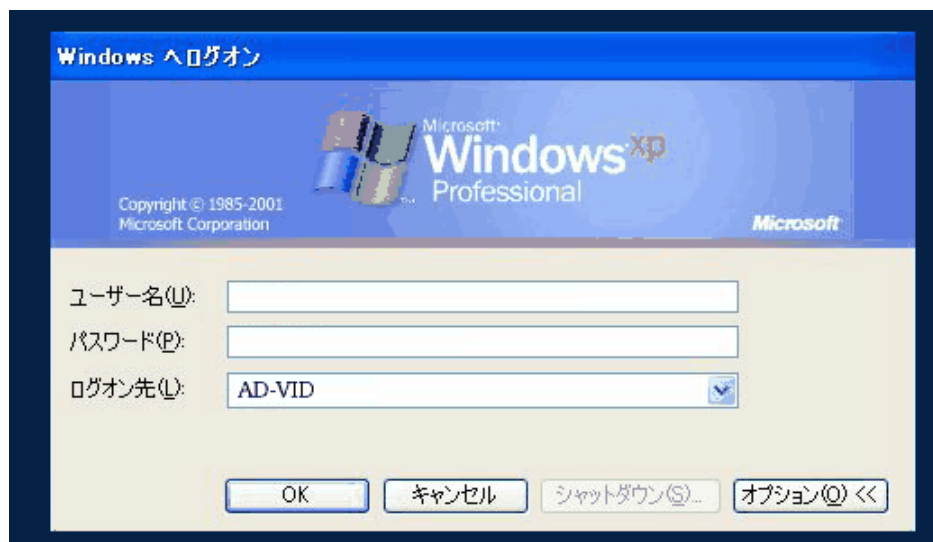 Windows へログオン
Microsoft
Windows xp
Professional
Copyright © 1985-2001
Microsoft Corporation
Microsoft
ユーザー名(U):
パスワード(P):
ログオン先(L):
AD-VID
OK
キャンセル
シャットダウン(S)...
オプション(O) <<